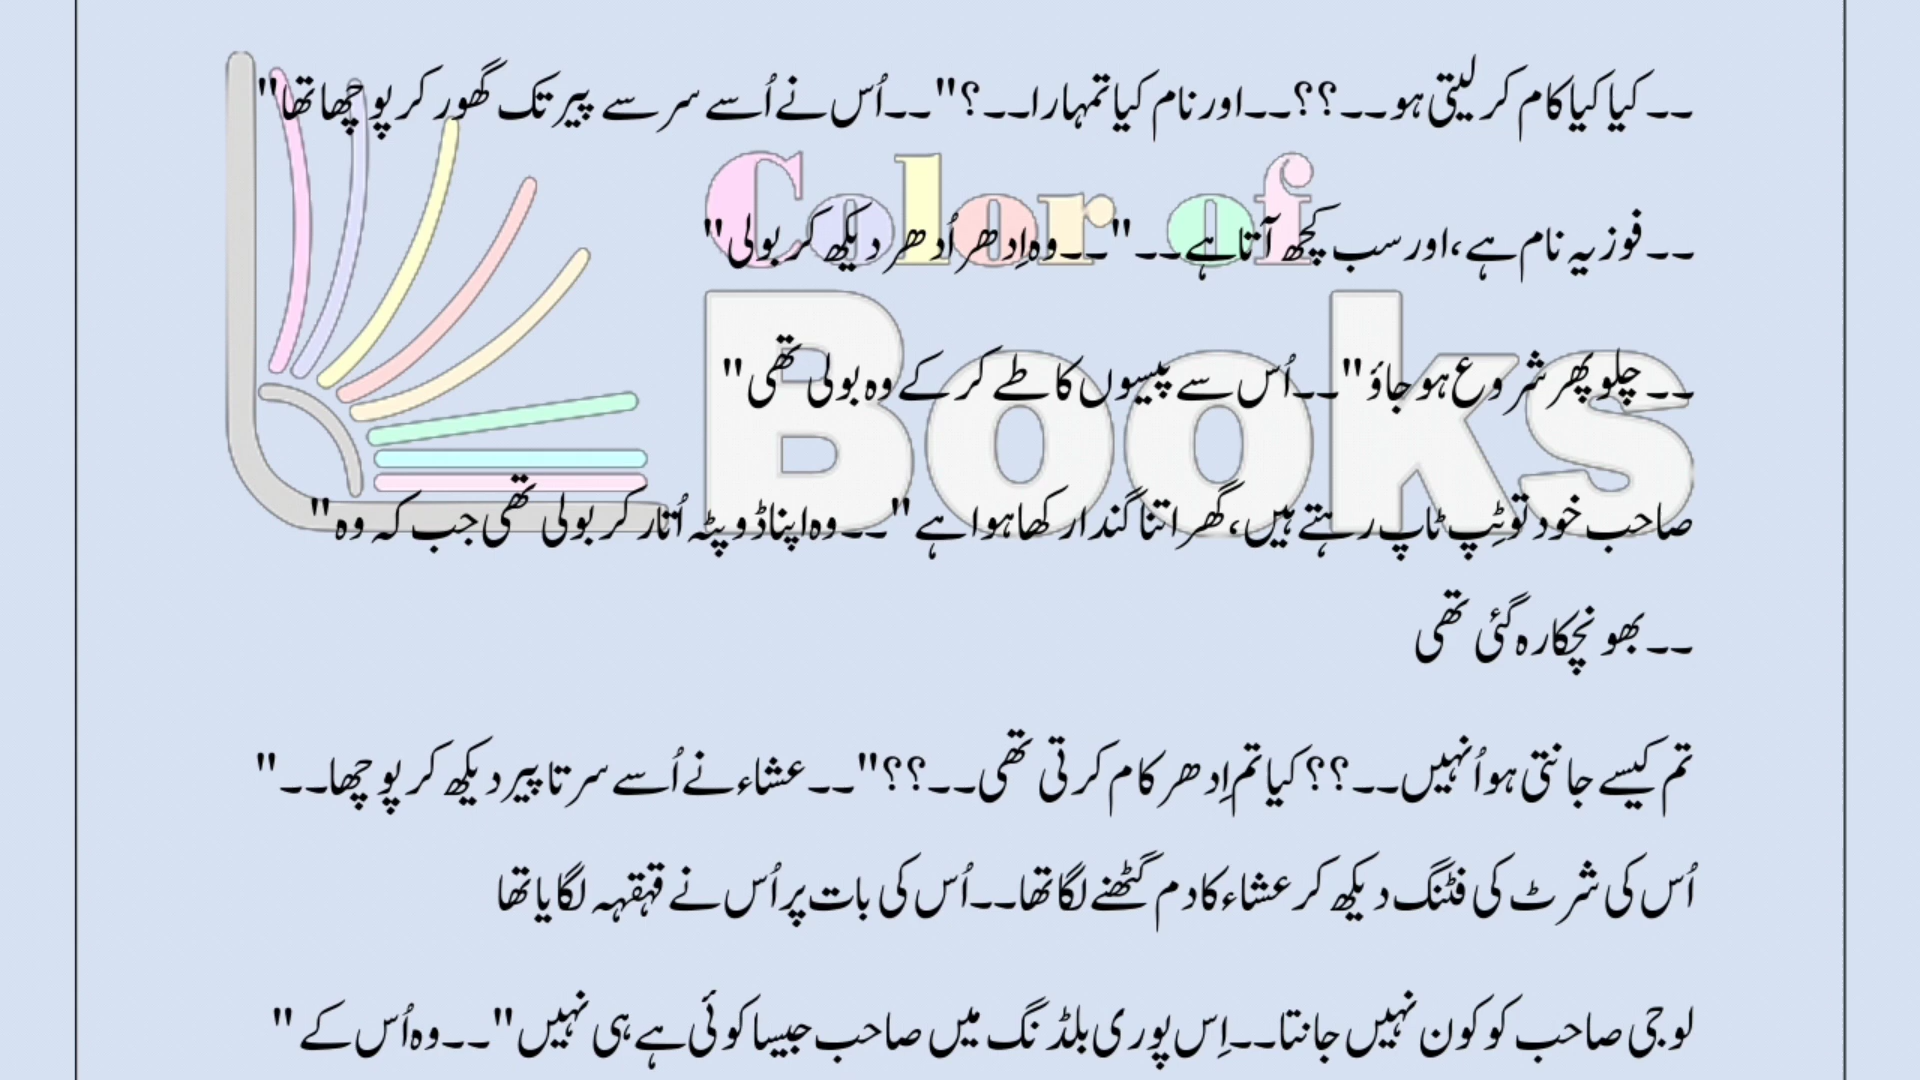 ۔۔ کیا کیا کام کر لیتی ہو۔۔؟؟۔۔اور نام کیا تمہارا۔۔؟"۔۔اُس نے اُسے سر سے پیر تک گھور کر پوچھا تھا"
Color of
۔۔ فوزیہ نام ہے،اور سب کچھ آتا ہے۔۔"۔۔وہ اِدھر اُدھر دیکھ کر بولی"
Books
۔۔ چلو پھر شروع ہو جاؤ"۔۔اُس سے پیسوں کا طے کر کے وہ بولی تھی"
صاحب خود تو ٹِپ ٹاپ رہتے ہیں،گھر اتنا گندا رکھا ہوا ہے"۔۔وہ اپنا ڈوپٹہ اُتار کر بولی تھی جب کہ وہ"
۔۔ بھونچکا رہ گئی تھی
تم کیسے جانتی ہو اُنہیں۔۔؟؟ کیا تم اِدھر کام کرتی تھی۔۔؟؟"۔۔عشاء نے اُسے سر تا پیر دیکھ کر پوچھا۔۔"
اُس کی شرٹ کی فٹنگ دیکھ کر عشاء کا دم گٹھنے لگا تھا۔۔اُس کی بات پر اُس نے قہقہہ لگایا تھا
لو جی صاحب کو کون نہیں جانتا۔۔اِس پوری بلڈنگ میں صاحب جیسا کوئی ہے ہی نہیں"۔۔وہ اُس کے"